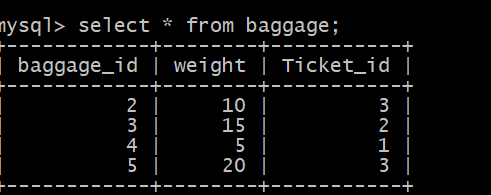 mysql> select * from baggage;
+------------+--------+-----------+
| baggage_id | weight | Ticket_id |
+------------+--------+-----------+
| 2 | 10 | 3 |
| 3 | 15 | 2 |
| 4 | 5 | 1 |
| 5 | 20 | 3 |
+------------+--------+-----------+